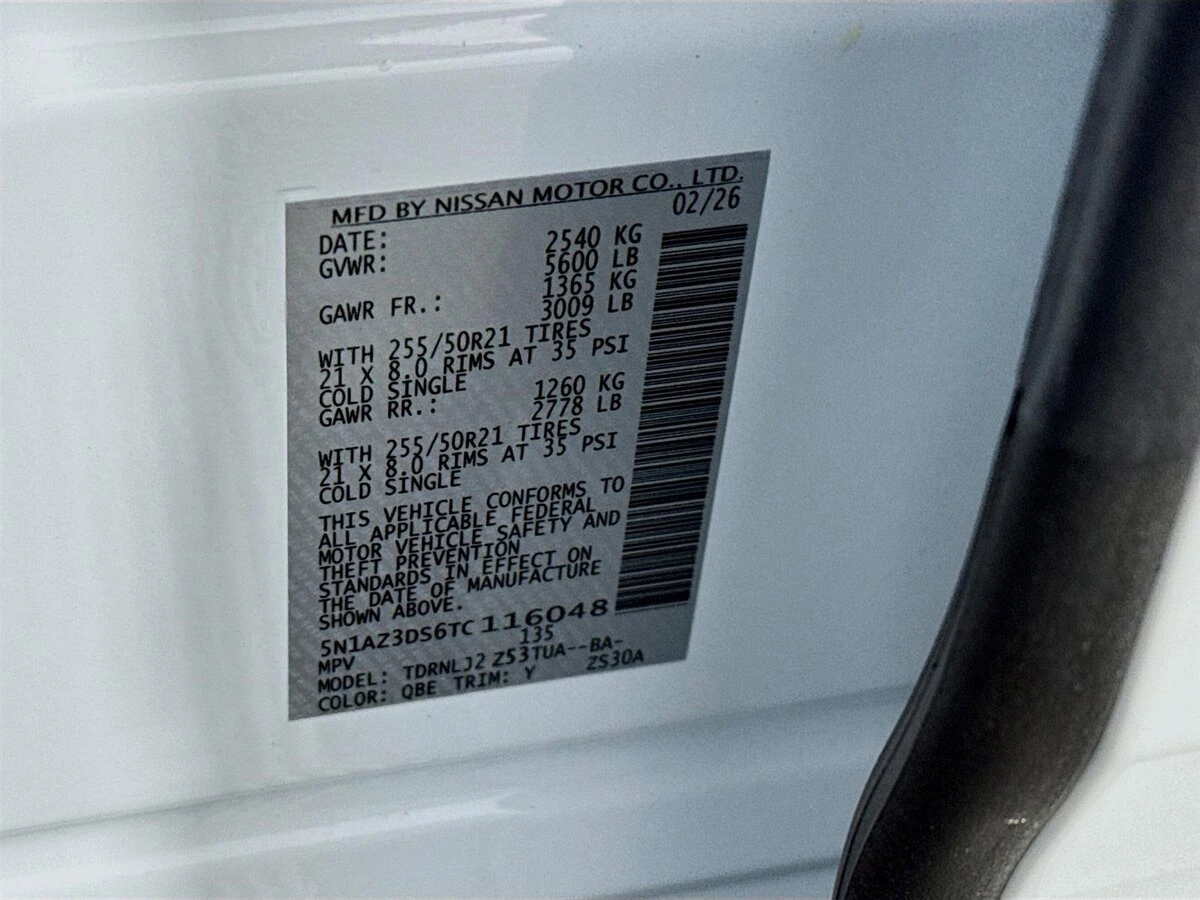 MFD BY NISSAN MOTOR CO., LTD.
DATE: 02/26
GVWR: 2540 KG
5600 LB
GAWR FR.: 1365 KG
3009 LB
WITH 255/50R21 TIRES
21 X 8.0 RIMS AT 35 PSI
COLD SINGLE
GAWR RR.: 1260 KG
2778 LB
WITH 255/50R21 TIRES
21 X 8.0 RIMS AT 35 PSI
COLD SINGLE
THIS VEHICLE CONFORMS TO
ALL APPLICABLE FEDERAL
MOTOR VEHICLE SAFETY AND
THEFT PREVENTION
STANDARDS IN EFFECT ON
THE DATE OF MANUFACTURE
SHOWN ABOVE.
5N1AZ3DS6TC116048
MPV 135
MODEL: TDRNLJ2 ZS3TUA--BA-
COLOR: QBE TRIM: Y ZS30A